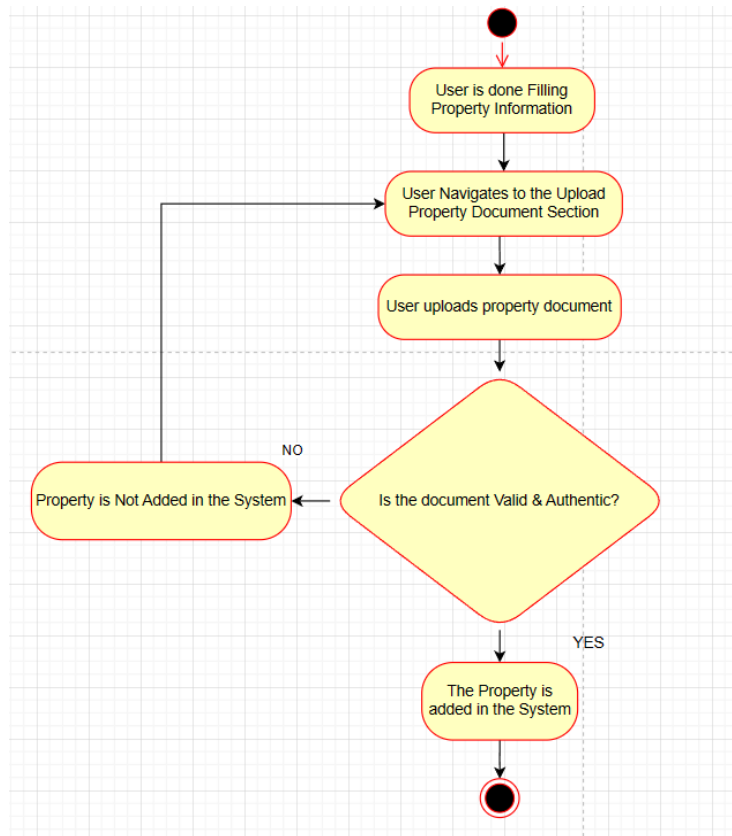 User is done Filling
Property Information
User Navigates to the Upload
Property Document Section
User uploads property document
NO
Property is Not Added in the System
Is the document Valid & Authentic?
YES
The Property is
added in the System